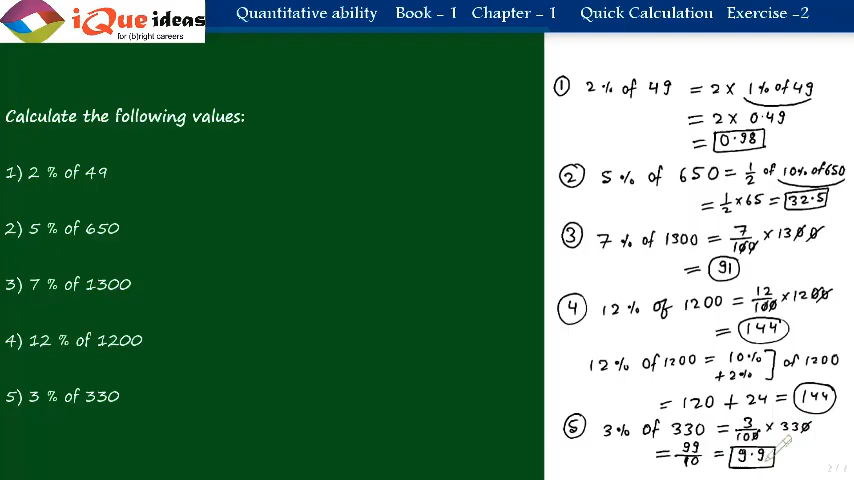 iQue ideas
for (b)right careers
Quantitative ability Book - 1 Chapter - 1 Quick Calculation Exercise -2
Calculate the following values:
1) 2 % of 49
2) 5 % of 650
3) 7 % of 1300
4) 12 % of 1200
5) 3 % of 330
① 2 % of 49 = 2 × 1% of 49
= 2 × 0.49
= 0.98
② 5 % of 650 = 1/2 of 10% of 650
= 1/2 × 65 = 32.5
③ 7 % of 1300 = 7/100 × 1300
= 91
④ 12 % of 1200 = 12/100 × 1200
= 144
12 % of 1200 = 10% + 2% ] of 1200
= 120 + 24 = 144
⑤ 3 % of 330 = 3/100 × 330
= 99/10 = 9.9
2 / 2